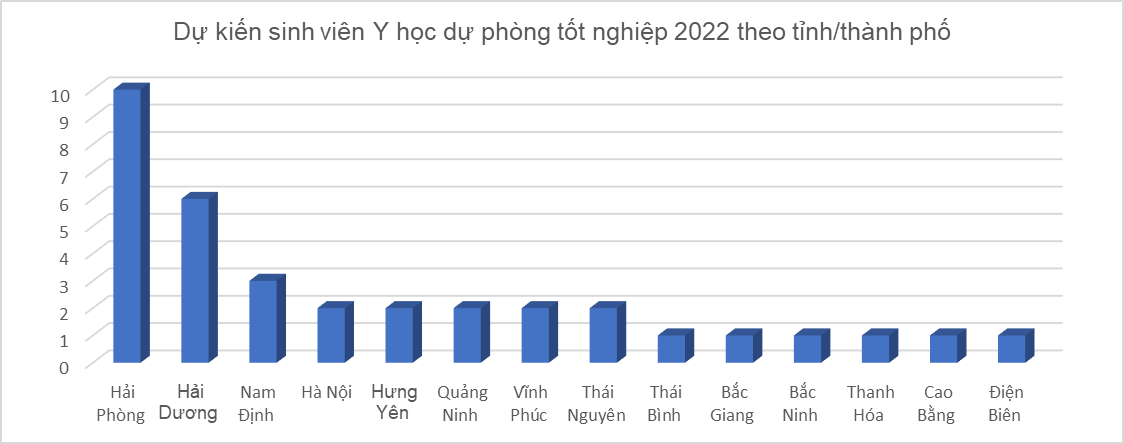 Dự kiến sinh viên Y học dự phòng tốt nghiệp 2022 theo tỉnh/thành phố
10
9
8
7
6
5
4
3
2
1
0
Hải Phòng
Hải Dương
Nam Định
Hà Nội
Hưng Yên
Quảng Ninh
Vĩnh Phúc
Thái Nguyên
Thái Bình
Bắc Giang
Bắc Ninh
Thanh Hóa
Cao Bằng
Điện Biên